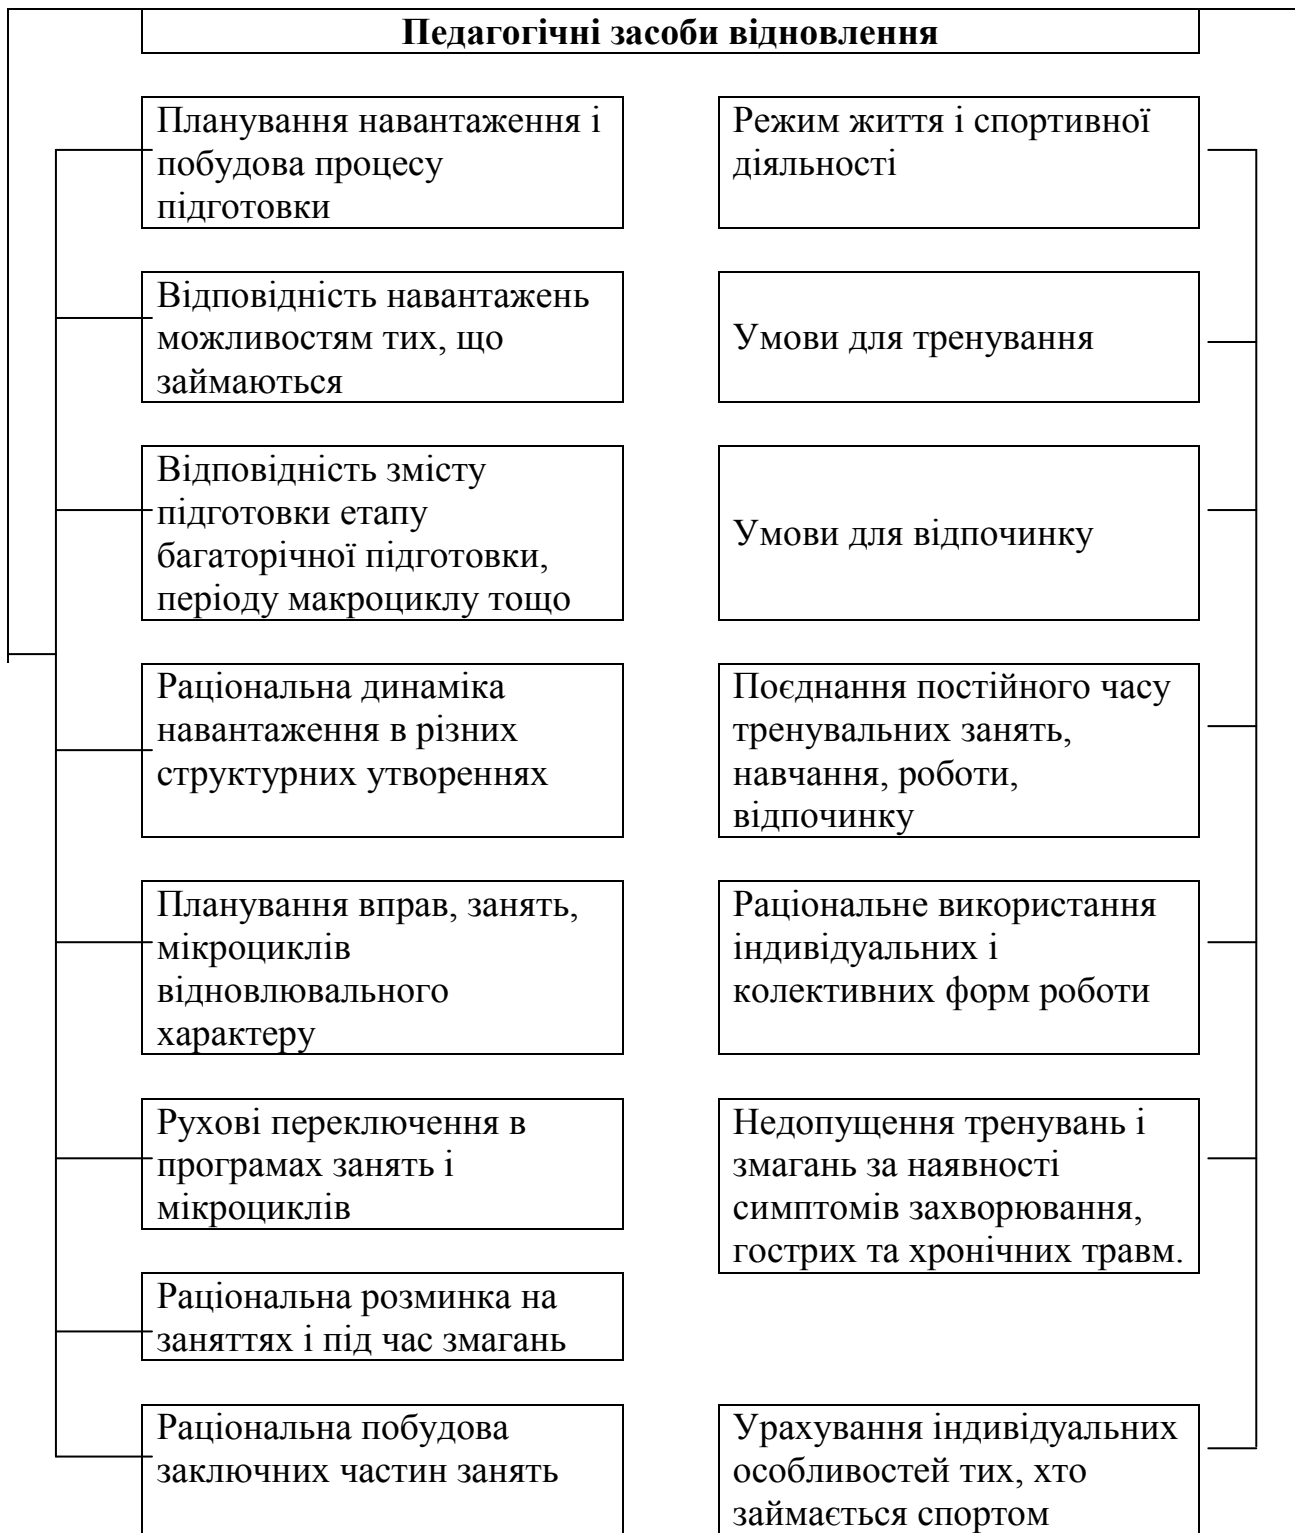 Педагогічні засоби відновлення
Планування навантаження і
побудова процесу
підготовки
Режим життя і спортивної
діяльності
Відповідність навантажень
можливостям тих, що
займаються
Умови для тренування
Відповідність змісту
підготовки етапу
багаторічної підготовки,
періоду макроциклу тощо
Умови для відпочинку
Раціональна динаміка
навантаження в різних
структурних утвореннях
Поєднання постійного часу
тренувальних занять,
навчання, роботи,
відпочинку
Планування вправ, занять,
мікроциклів
відновлювального
характеру
Раціональне використання
індивідуальних і
колективних форм роботи
Рухові переключення в
програмах занять і
мікроциклів
Недопущення тренувань і
змагань за наявності
симптомів захворювання,
гострих та хронічних травм.
Раціональна розминка на
заняттях і під час змагань
Раціональна побудова
заключних частин занять
Урахування індивідуальних
особливостей тих, хто
займається спортом